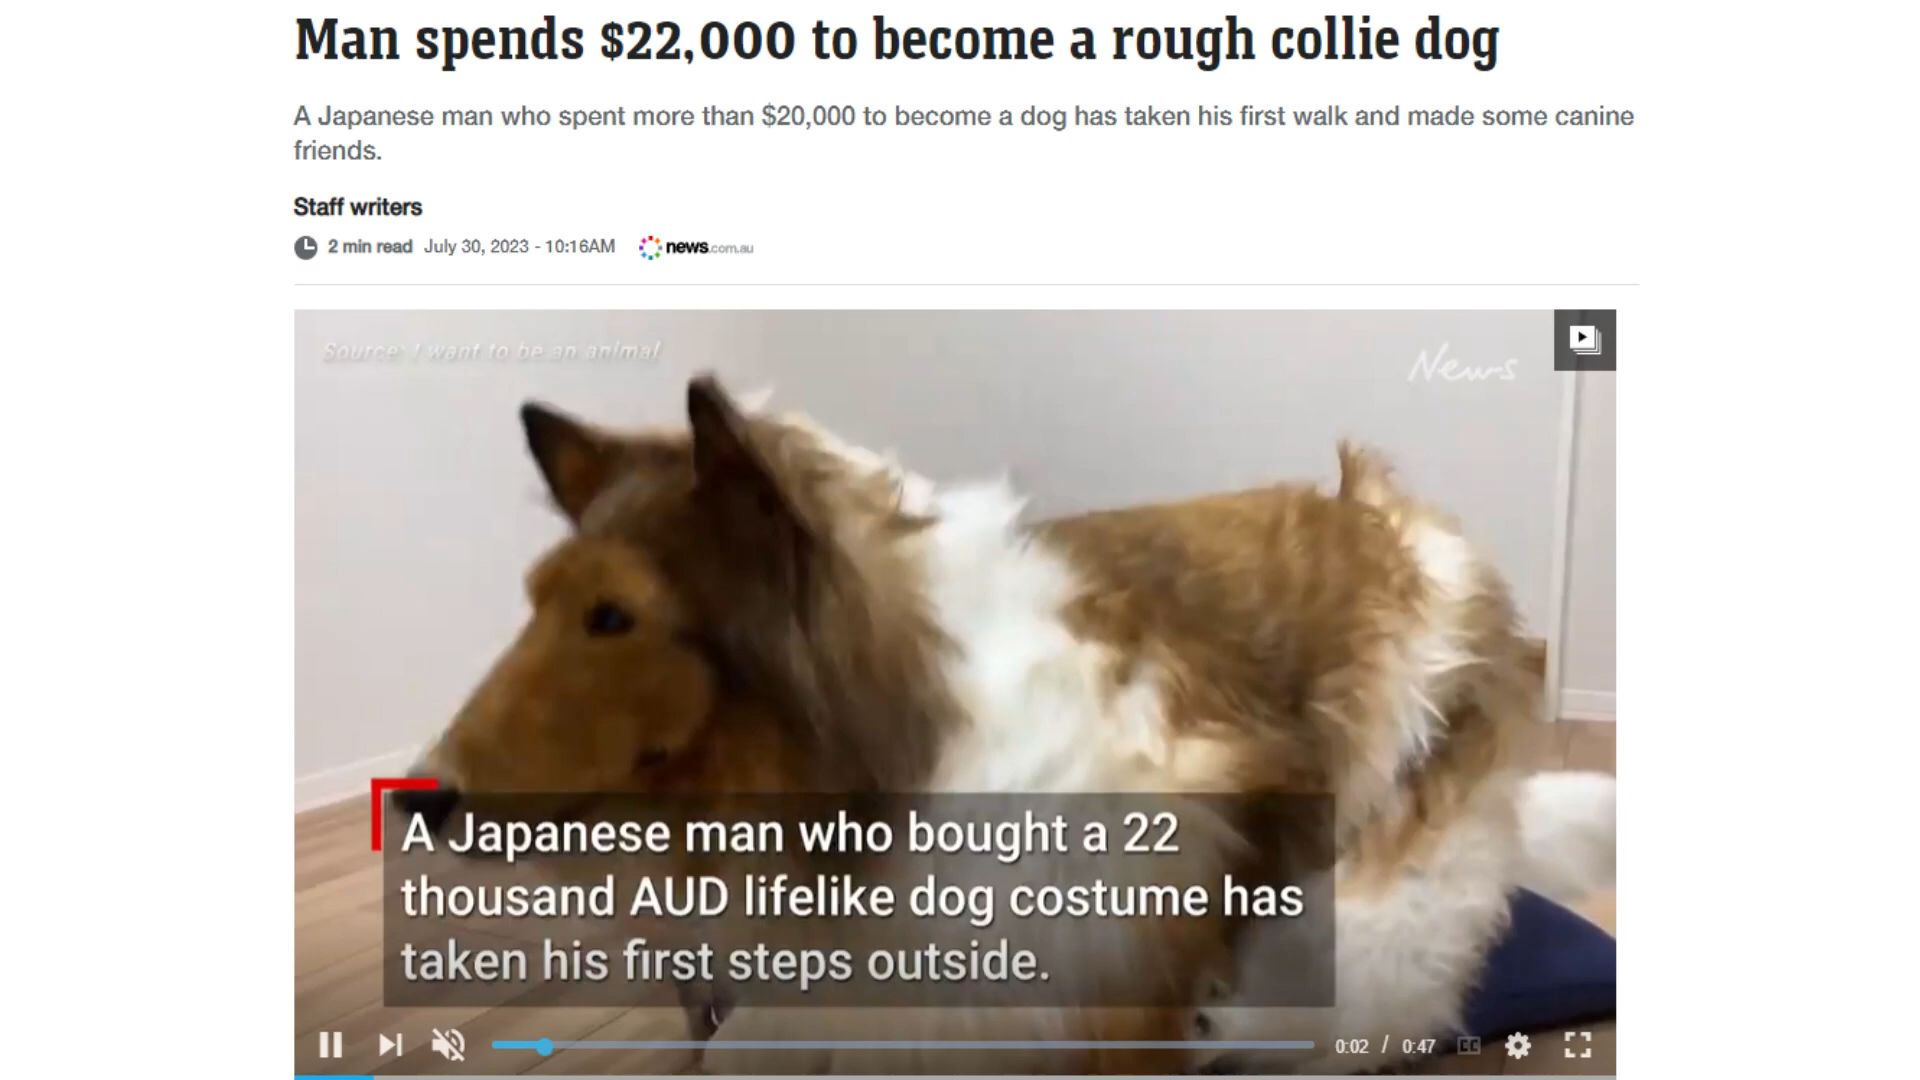 Man spends $22,000 to become a rough collie dog
A Japanese man who spent more than $20,000 to become a dog has taken his first walk and made some canine
friends.
Staff writers
2 min read July 30, 2023 - 10:16AM news.com.au
Source: I want to be an animal
News
A Japanese man who bought a 22
thousand AUD lifelike dog costume has
taken his first steps outside.
0:02 / 0:47 CC